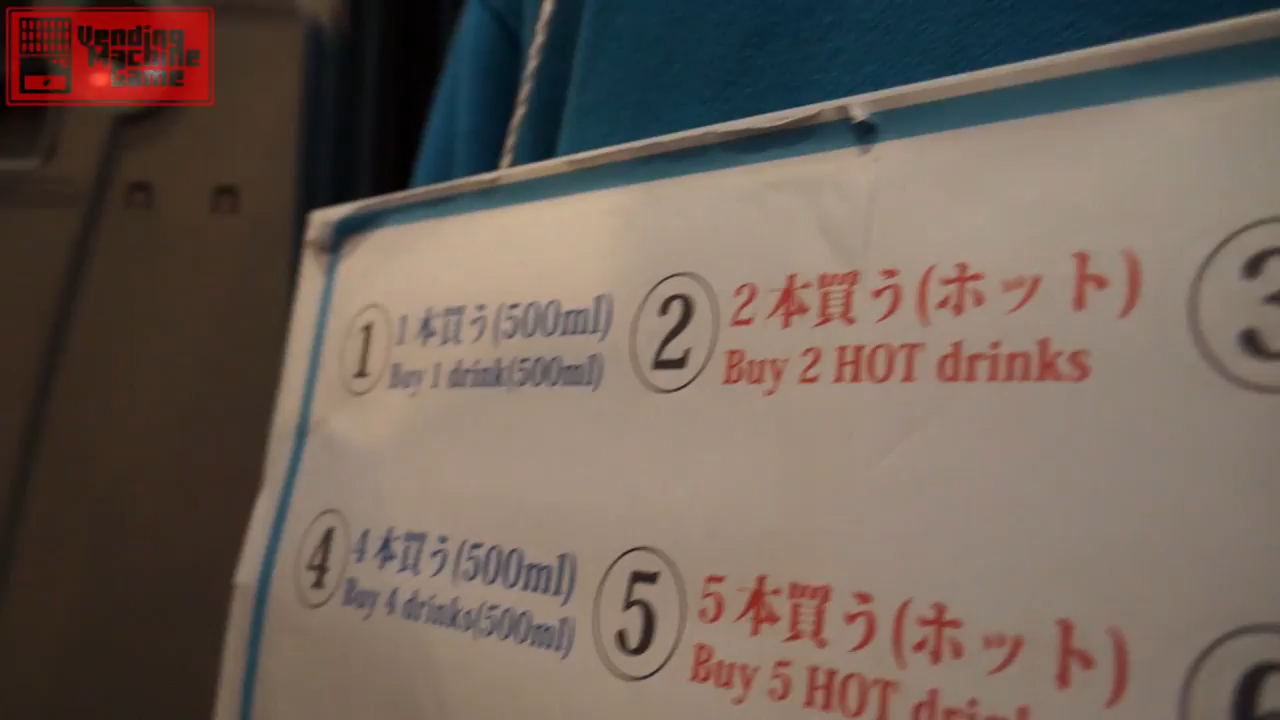 Vending
Machine
Game
① 1本買う(500ml)
Buy 1 drink(500ml)
② 2本買う(ホット)
Buy 2 HOT drinks
③
④ 4本買う(500ml)
Buy 4 drinks(500ml)
⑤ 5本買う(ホット)
Buy 5 HOT